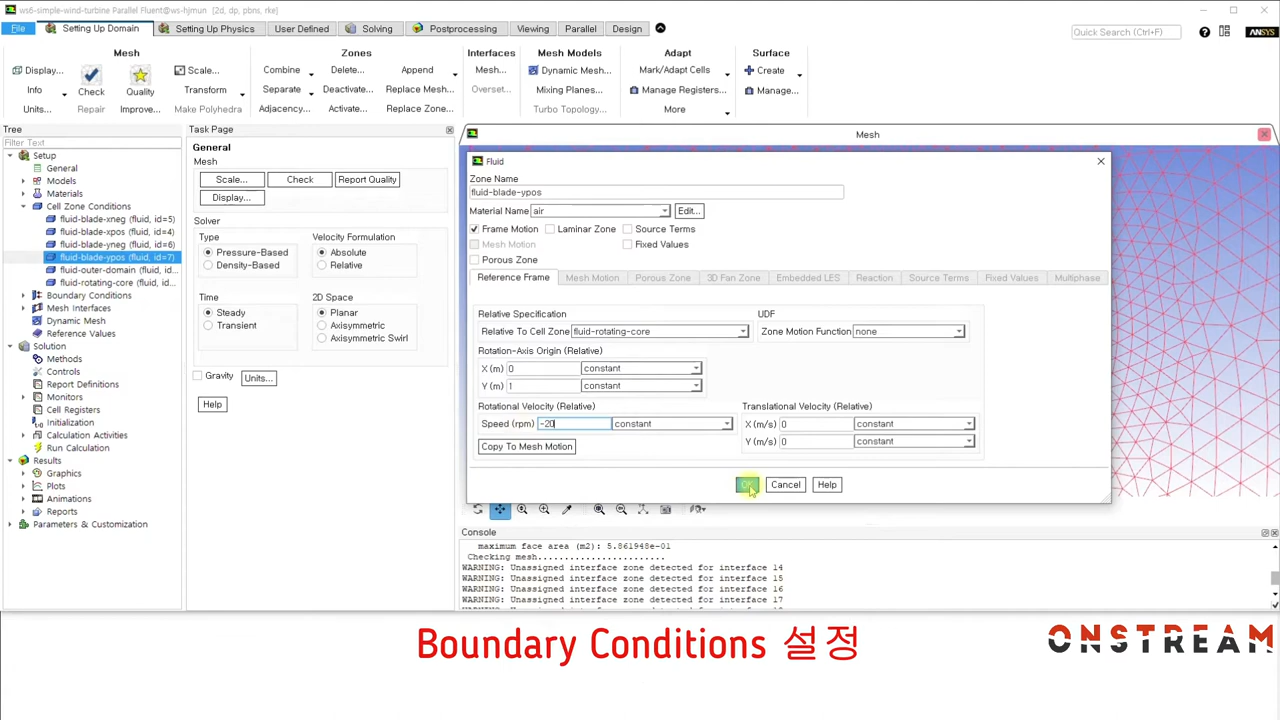 ws6-simple-wind-turbine Parallel Fluent@ws-hjmun [2d, dp, pbns, rke]
File
Setting Up Domain
Setting Up Physics
User Defined
Solving
Postprocessing
Viewing
Parallel
Design
Quick Search (Ctrl+F)
ANSYS
Mesh
Display...
Info
Units...
Check
Repair
Quality
Improve...
Scale...
Transform
Make Polyhedra
Zones
Combine
Separate
Adjacency...
Delete...
Deactivate...
Activate...
Append
Replace Mesh...
Replace Zone...
Interfaces
Mesh...
Overset...
Mesh Models
Dynamic Mesh...
Mixing Planes...
Turbo Topology...
Adapt
Mark/Adapt Cells
Manage Registers...
More
Surface
Create
Manage...
Tree
Filter Text
Setup
General
Models
Materials
Cell Zone Conditions
fluid-blade-xneg (fluid, id=5)
fluid-blade-xpos (fluid, id=4)
fluid-blade-yneg (fluid, id=6)
fluid-blade-ypos (fluid, id=7)
fluid-outer-domain (fluid, id...
fluid-rotating-core (fluid, id...
Boundary Conditions
Mesh Interfaces
Dynamic Mesh
Reference Values
Solution
Methods
Controls
Report Definitions
Monitors
Cell Registers
Initialization
Calculation Activities
Run Calculation
Results
Graphics
Plots
Animations
Reports
Parameters & Customization
Task Page
General
Mesh
Scale...
Check
Report Quality
Display...
Solver
Type
Pressure-Based
Density-Based
Velocity Formulation
Absolute
Relative
Time
Steady
Transient
2D Space
Planar
Axisymmetric
Axisymmetric Swirl
Gravity
Units...
Help
Mesh
Fluid
Zone Name
fluid-blade-ypos
Material Name air
Edit...
Frame Motion
Laminar Zone
Source Terms
Mesh Motion
Fixed Values
Porous Zone
Reference Frame
Mesh Motion
Porous Zone
3D Fan Zone
Embedded LES
Reaction
Source Terms
Fixed Values
Multiphase
Relative Specification
UDF
Relative To Cell Zone fluid-rotating-core
Zone Motion Function none
Rotation-Axis Origin (Relative)
X (m) 0 constant
Y (m) 1 constant
Rotational Velocity (Relative)
Translational Velocity (Relative)
Speed (rpm) -20 constant
X (m/s) 0 constant
Y (m/s) 0 constant
Copy To Mesh Motion
OK
Cancel
Help
Console
maximum face area (m2): 5.861948e-01
Checking mesh.........................
WARNING: Unassigned interface zone detected for interface 14
WARNING: Unassigned interface zone detected for interface 15
WARNING: Unassigned interface zone detected for interface 16
WARNING: Unassigned interface zone detected for interface 17
Boundary Conditions 설정
ONSTREAM